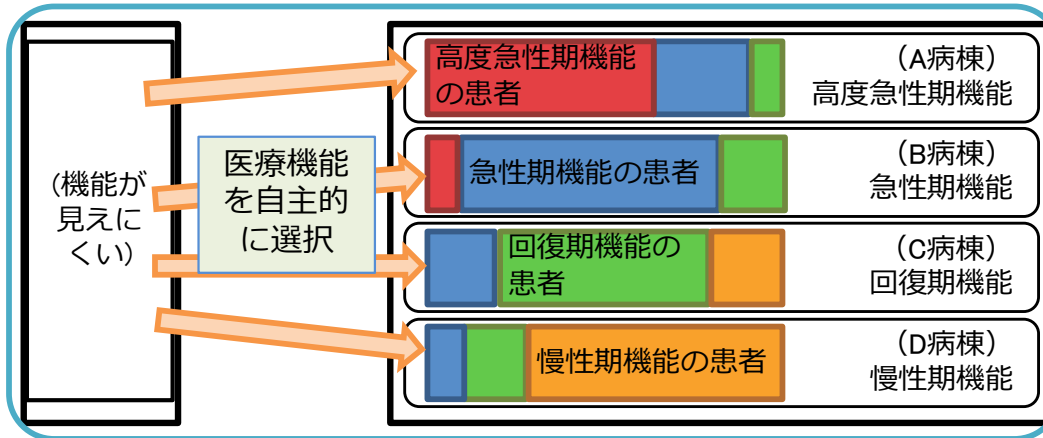 (機能が
見えに
くい)
医療機能
を自主的
に選択
高度急性期機能
の患者
（A病棟）
高度急性期機能
急性期機能の患者
（B病棟）
急性期機能
回復期機能の
患者
（C病棟）
回復期機能
慢性期機能の患者
（D病棟）
慢性期機能